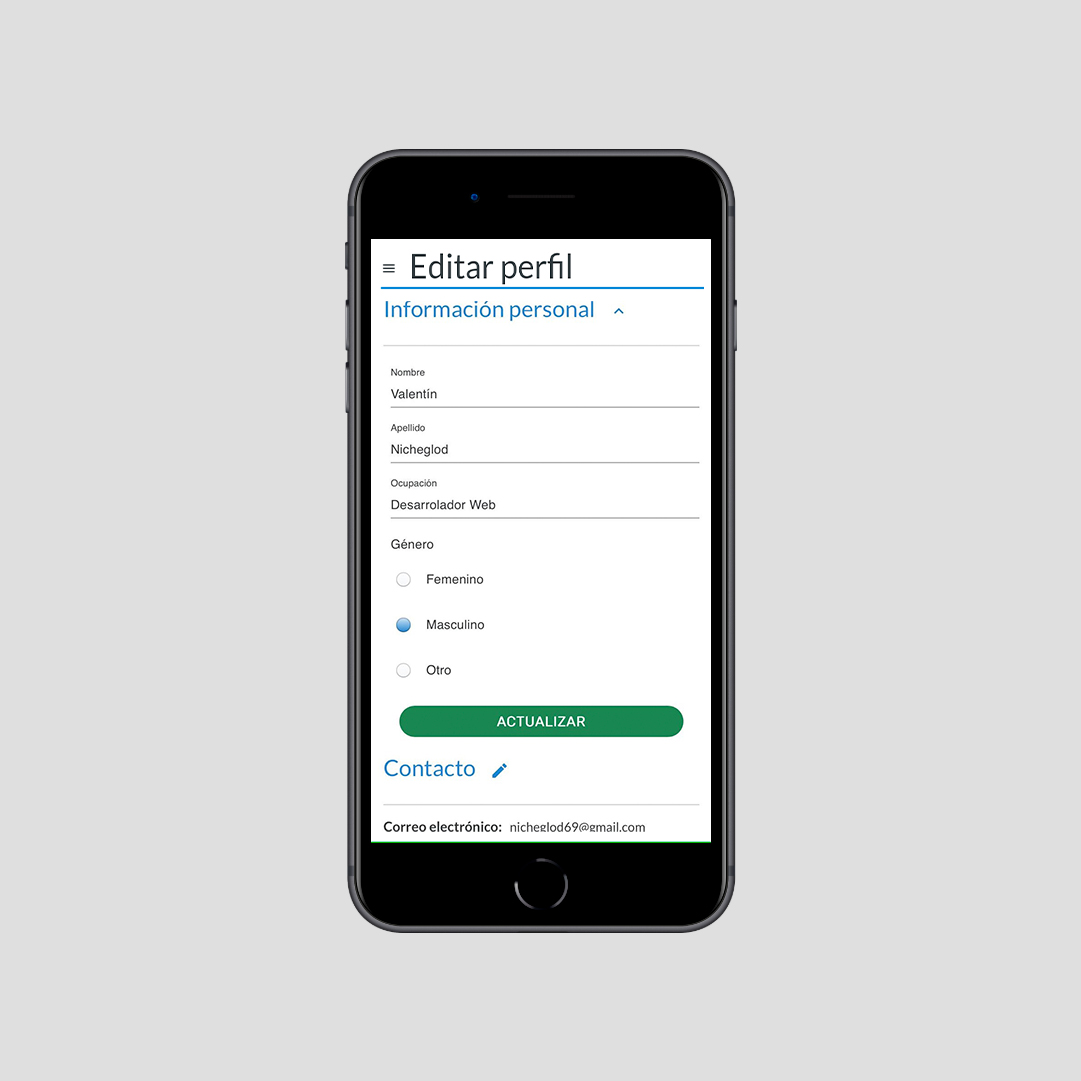 Editar perfil
Información personal
Nombre
Valentín
Apellido
Nicheglod
Ocupación
Desarrolador Web
Género
Femenino
Masculino
Otro
ACTUALIZAR
Contacto
Correo electrónico: nicheglod69@gmail.com